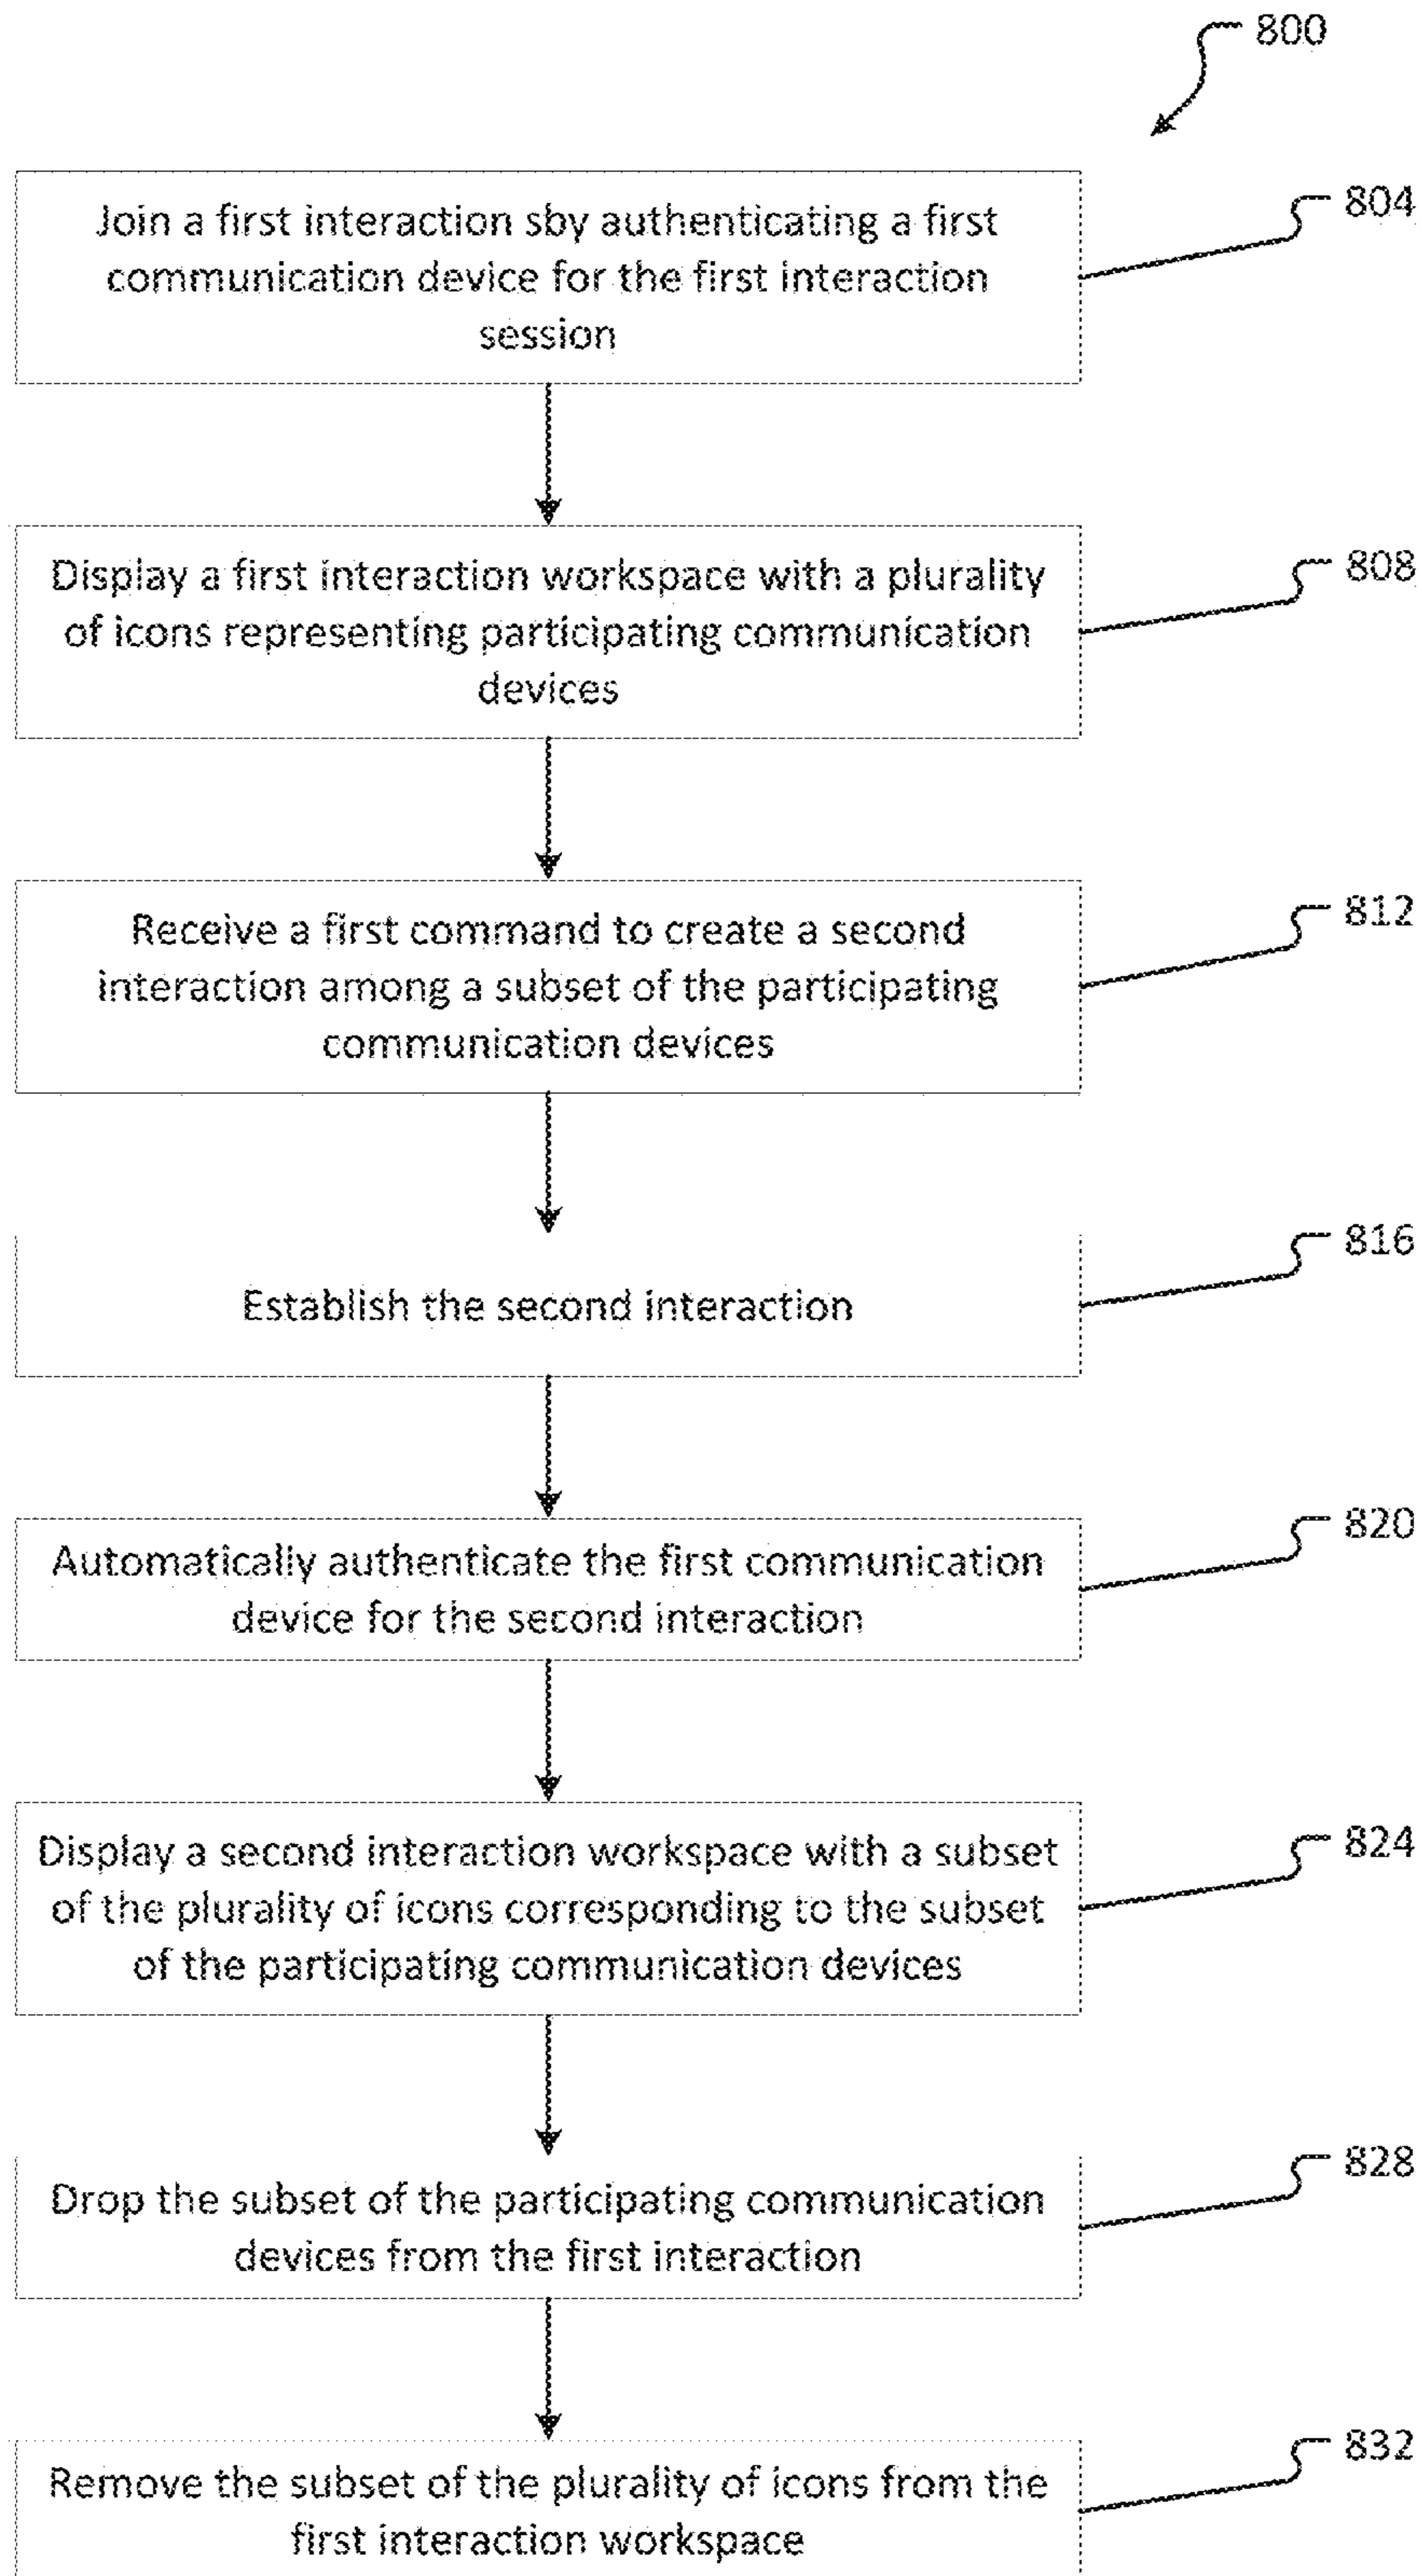 800
Join a first interaction sby authenticating a first
communication device for the first interaction
session
804
Display a first interaction workspace with a plurality
of icons representing participating communication
devices
808
Receive a first command to create a second
interaction among a subset of the participating
communication devices
812
Establish the second interaction
816
Automatically authenticate the first communication
device for the second interaction
820
Display a second interaction workspace with a subset
of the plurality of icons corresponding to the subset
of the participating communication devices
824
Drop the subset of the participating communication
devices from the first interaction
828
Remove the subset of the plurality of icons from the
first interaction workspace
832